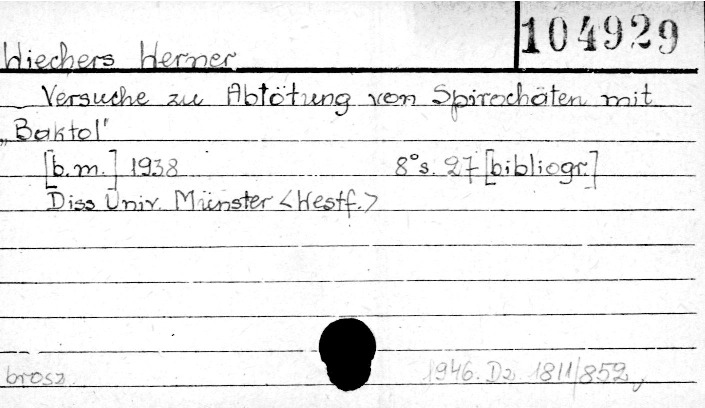 104929
Wiechers Werner
Versuche zu Abtötung von Spirochäten mit
„Baktol"
[b.m.] 1938 8° s. 27 [bibliogr.]
Diss Univ. Münster <Westf.>
brosz 1946. Dz. 1811/852